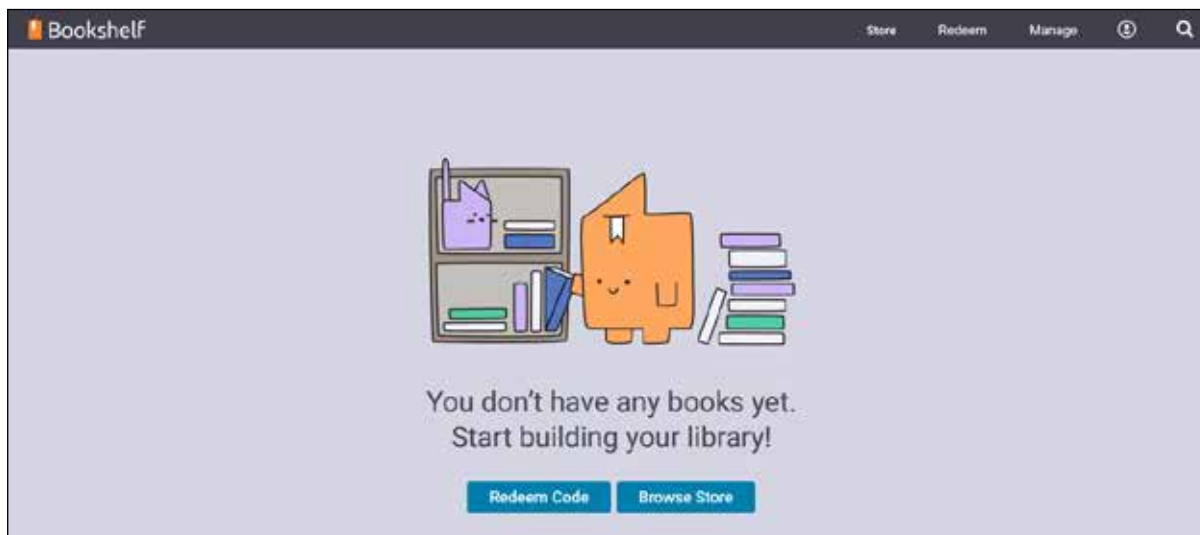 Bookshelf
Store Redeem Manage
You don't have any books yet.
Start building your library!
Redeem Code Browse Store